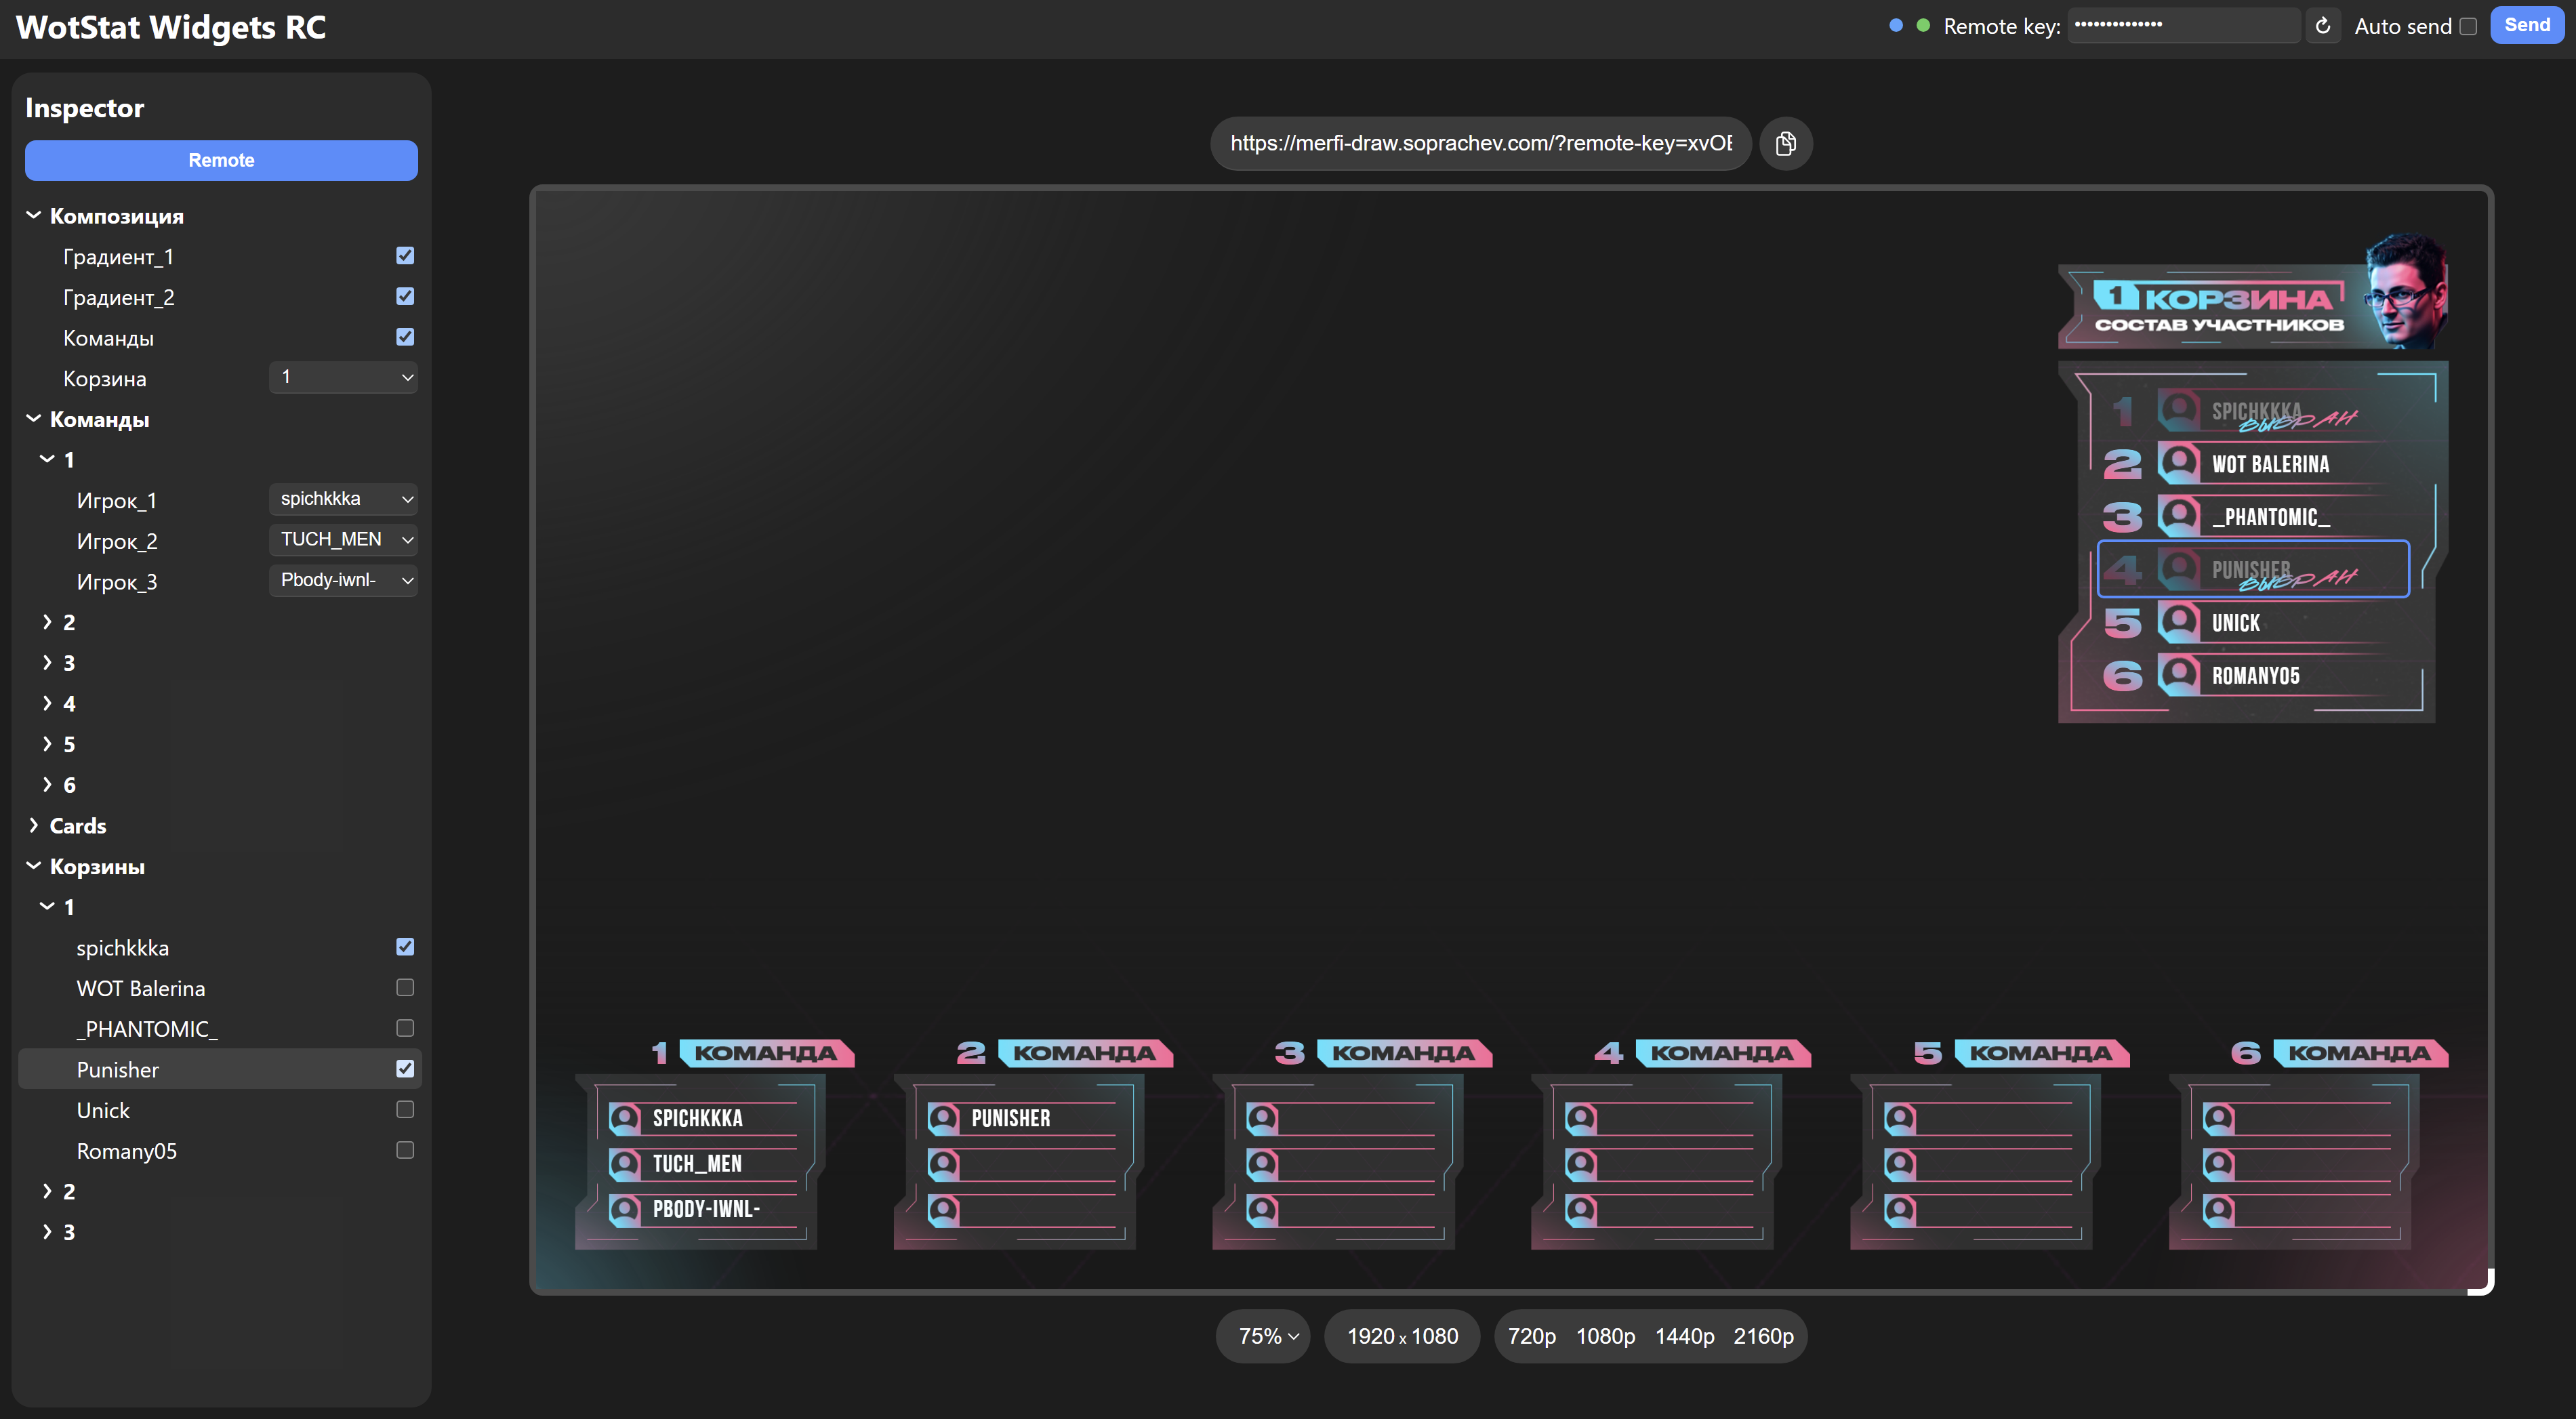 WotStat Widgets RC
Remote key: ••••••••••••••
Auto send
Send
Inspector
Remote
Композиция
Градиент_1
Градиент_2
Команды
Корзина 1
Команды
1
Игрок_1 spichkkka
Игрок_2 TUCH_MEN
Игрок_3 Pbody-iwnl-
2
3
4
5
6
Cards
Корзины
1
spichkkka
WOT Balerina
_PHANTOMIC_
Punisher
Unick
Romany05
2
3
https://merfi-draw.soprachev.com/?remote-key=xvOE
1 КОРЗИНА
СОСТАВ УЧАСТНИКОВ
1 SPICHKKKA
ВЫБРАН
2 WOT BALERINA
3 _PHANTOMIC_
4 PUNISHER
ВЫБРАН
5 UNICK
6 ROMANY05
1 КОМАНДА
SPICHKKKA
TUCH_MEN
PBODY-IWNL-
2 КОМАНДА
PUNISHER
3 КОМАНДА
4 КОМАНДА
5 КОМАНДА
6 КОМАНДА
75%
1920 x 1080
720p 1080p 1440p 2160p